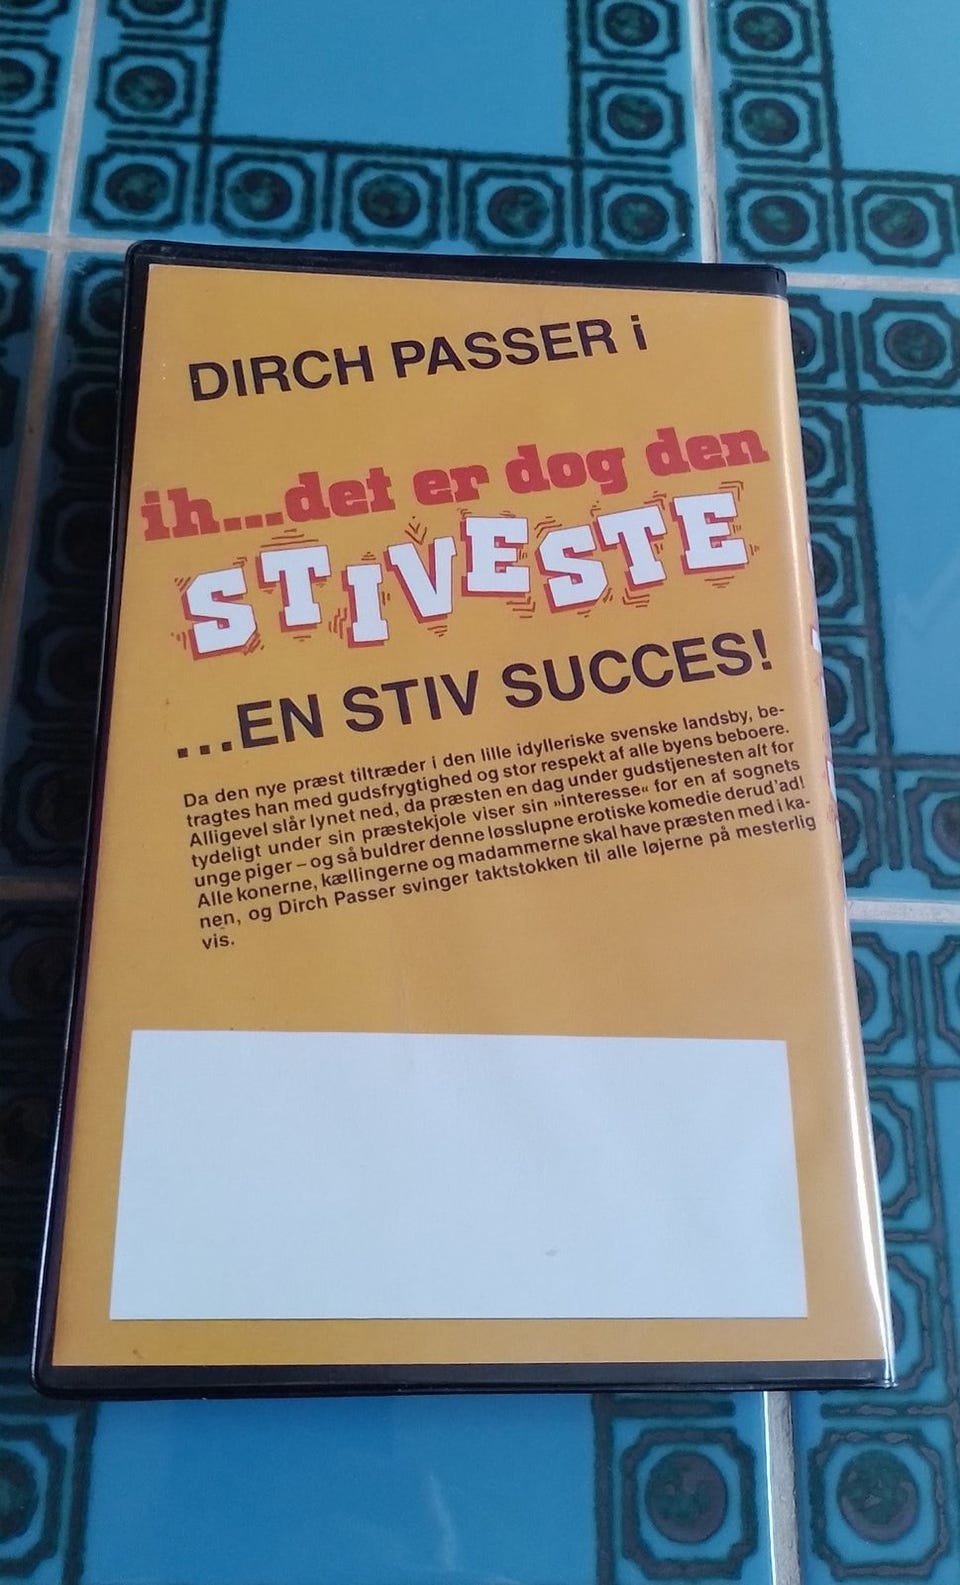 DIRCH PASSER i
ih...det er dog den
STIVESTE
...EN STIV SUCCES!
Da den nye præst tiltræder i den lille idylleriske svenske landsby, be-
tragtes han med gudsfrygtighed og stor respekt af alle byens beboere.
Alligevel slår lynet ned, da præsten en dag under gudstjenesten alt for
tydeligt under sin præstekjole viser sin »interesse« for en af sognets
unge piger – og så buldrer denne løsslupne erotiske komedie derud'ad!
Alle konerne, kællingerne og madammerne skal have præsten med i ka-
nen, og Dirch Passer svinger taktstokken til alle løjerne på mesterlig
vis.